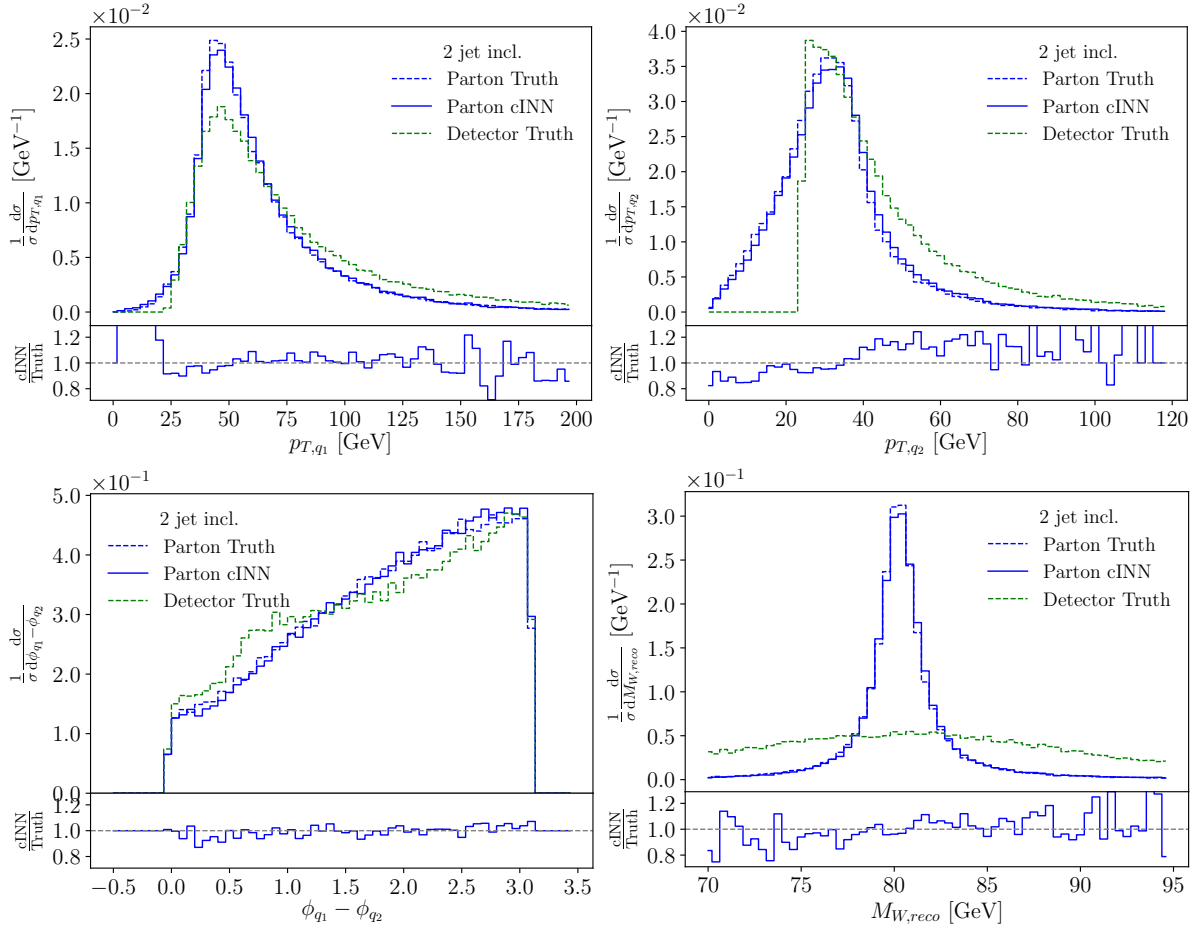 ×10⁻²
2 jet incl.
Parton Truth
Parton cINN
Detector Truth
1/σ dσ/dp_{T,q₁} [GeV⁻¹]
2.5
2.0
1.5
1.0
0.5
0.0
cINN/Truth
1.2
1.0
0.8
0 25 50 75 100 125 150 175 200
p_{T,q₁} [GeV]
×10⁻²
2 jet incl.
Parton Truth
Parton cINN
Detector Truth
1/σ dσ/dp_{T,q₂} [GeV⁻¹]
4.0
3.0
2.0
1.0
0.0
cINN/Truth
1.2
1.0
0.8
0 20 40 60 80 100 120
p_{T,q₂} [GeV]
×10⁻¹
2 jet incl.
Parton Truth
Parton cINN
Detector Truth
1/σ dσ/dϕ_{q₁}−ϕ_{q₂}
5.0
4.0
3.0
2.0
1.0
0.0
cINN/Truth
1.2
1.0
0.8
−0.5 0.0 0.5 1.0 1.5 2.0 2.5 3.0 3.5
ϕ_{q₁} − ϕ_{q₂}
×10⁻¹
2 jet incl.
Parton Truth
Parton cINN
Detector Truth
1/σ dσ/dM_{W,reco} [GeV⁻¹]
3.0
2.5
2.0
1.5
1.0
0.5
0.0
cINN/Truth
1.2
1.0
0.8
70 75 80 85 90 95
M_{W,reco} [GeV]